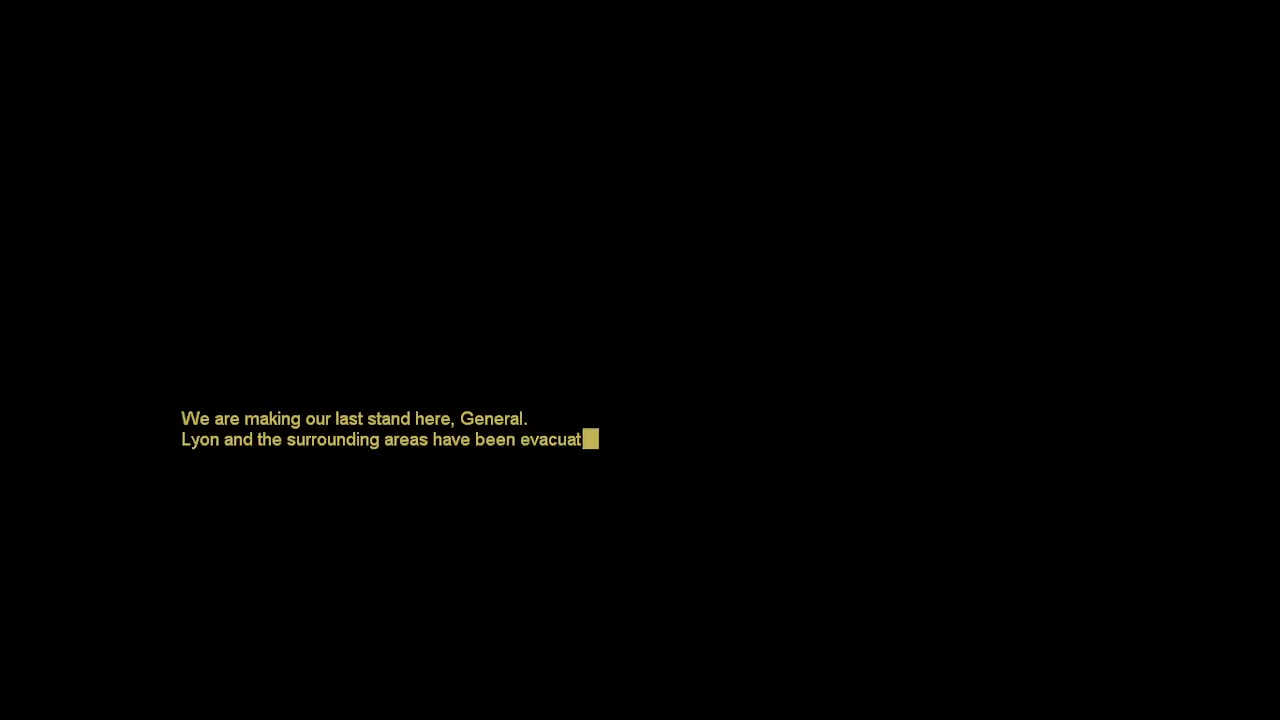 We are making our last stand here, General.
Lyon and the surrounding areas have been evacuat